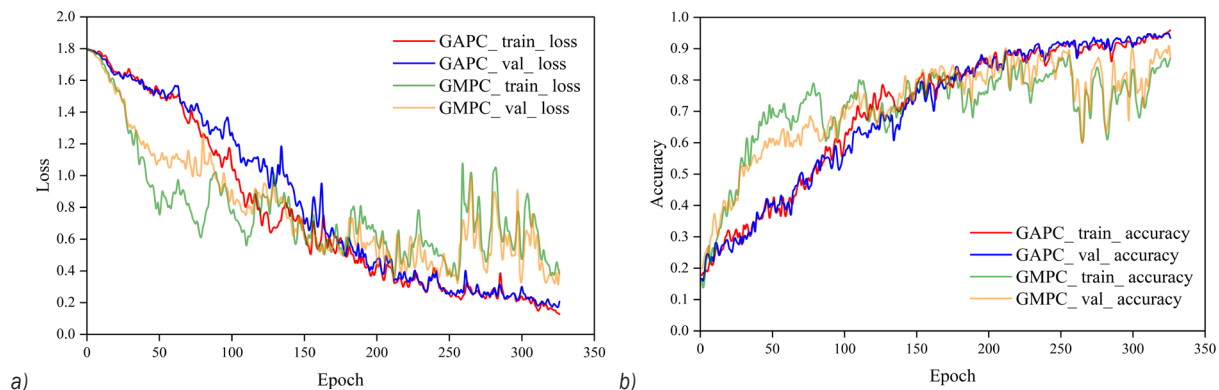 2.0
1.8
1.6
1.4
1.2
1.0
0.8
0.6
0.4
0.2
0.0
Loss
GAPC_ train_ loss
GAPC_ val_ loss
GMPC_ train_ loss
GMPC_ val_ loss
0 50 100 150 200 250 300 350
Epoch
a)
1.0
0.9
0.8
0.7
0.6
0.5
0.4
0.3
0.2
0.1
0.0
Accuracy
GAPC_ train_ accuracy
GAPC_ val_ accuracy
GMPC_ train_ accuracy
GMPC_ val_ accuracy
0 50 100 150 200 250 300 350
Epoch
b)